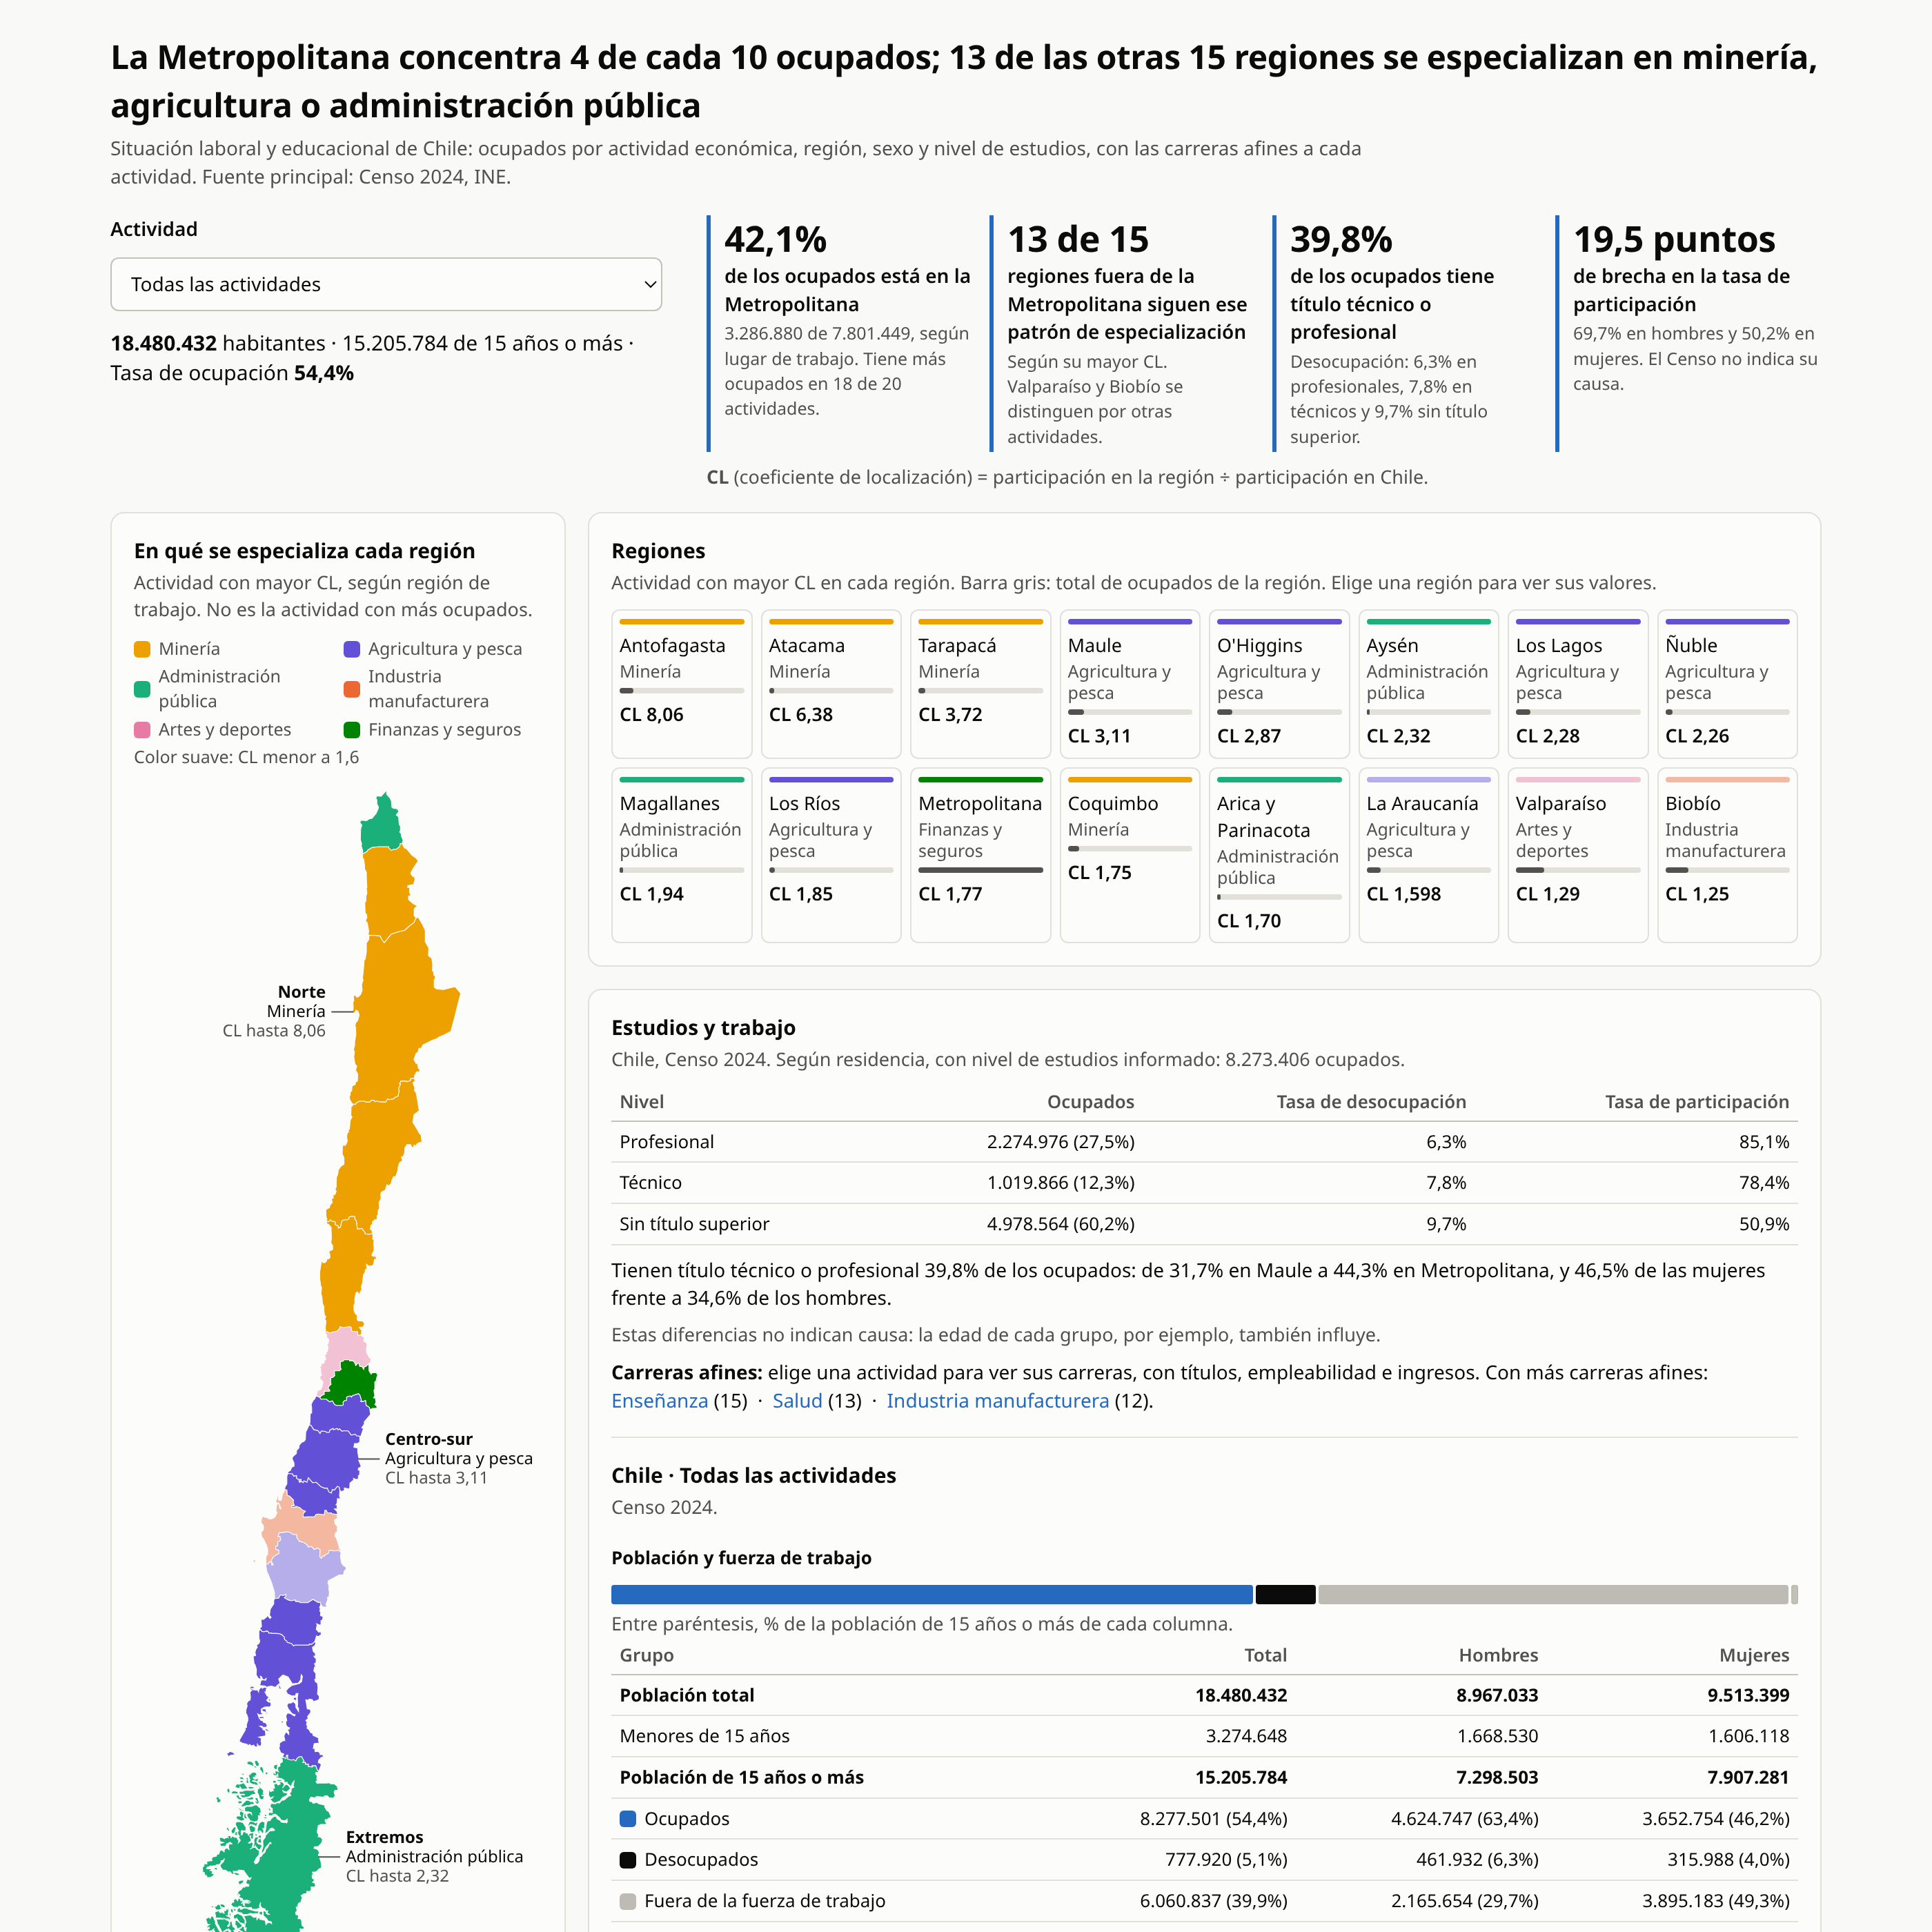 La Metropolitana concentra 4 de cada 10 ocupados; 13 de las otras 15 regiones se especializan en minería,
agricultura o administración pública
Situación laboral y educacional de Chile: ocupados por actividad económica, región, sexo y nivel de estudios, con las carreras afines a cada
actividad. Fuente principal: Censo 2024, INE.
Actividad
Todas las actividades
18.480.432 habitantes · 15.205.784 de 15 años o más ·
Tasa de ocupación 54,4%
42,1%
de los ocupados está en la
Metropolitana
3.286.880 de 7.801.449, según
lugar de trabajo. Tiene más
ocupados en 18 de 20
actividades.
13 de 15
regiones fuera de la
Metropolitana siguen ese
patrón de especialización
Según su mayor CL.
Valparaíso y Biobío se
distinguen por otras
actividades.
39,8%
de los ocupados tiene
título técnico o
profesional
Desocupación: 6,3% en
profesionales, 7,8% en
técnicos y 9,7% sin título
superior.
19,5 puntos
de brecha en la tasa de
participación
69,7% en hombres y 50,2% en
mujeres. El Censo no indica su
causa.
CL (coeficiente de localización) = participación en la región ÷ participación en Chile.
En qué se especializa cada región
Actividad con mayor CL, según región de
trabajo. No es la actividad con más ocupados.
Minería
Agricultura y pesca
Administración
pública
Industria
manufacturera
Artes y deportes
Finanzas y seguros
Color suave: CL menor a 1,6
Norte
Minería
CL hasta 8,06
Centro-sur
Agricultura y pesca
CL hasta 3,11
Extremos
Administración pública
CL hasta 2,32
Regiones
Actividad con mayor CL en cada región. Barra gris: total de ocupados de la región. Elige una región para ver sus valores.
Antofagasta
Minería
CL 8,06
Atacama
Minería
CL 6,38
Tarapacá
Minería
CL 3,72
Maule
Agricultura y
pesca
CL 3,11
O'Higgins
Agricultura y
pesca
CL 2,87
Aysén
Administración
pública
CL 2,32
Los Lagos
Agricultura y
pesca
CL 2,28
Ñuble
Agricultura y
pesca
CL 2,26
Magallanes
Administración
pública
CL 1,94
Los Ríos
Agricultura y
pesca
CL 1,85
Metropolitana
Finanzas y
seguros
CL 1,77
Coquimbo
Minería
CL 1,75
Arica y
Parinacota
Administración
pública
CL 1,70
La Araucanía
Agricultura y
pesca
CL 1,598
Valparaíso
Artes y
deportes
CL 1,29
Biobío
Industria
manufacturera
CL 1,25
Estudios y trabajo
Chile, Censo 2024. Según residencia, con nivel de estudios informado: 8.273.406 ocupados.
Nivel Ocupados Tasa de desocupación Tasa de participación
Profesional 2.274.976 (27,5%) 6,3% 85,1%
Técnico 1.019.866 (12,3%) 7,8% 78,4%
Sin título superior 4.978.564 (60,2%) 9,7% 50,9%
Tienen título técnico o profesional 39,8% de los ocupados: de 31,7% en Maule a 44,3% en Metropolitana, y 46,5% de las mujeres
frente a 34,6% de los hombres.
Estas diferencias no indican causa: la edad de cada grupo, por ejemplo, también influye.
Carreras afines: elige una actividad para ver sus carreras, con títulos, empleabilidad e ingresos. Con más carreras afines:
Enseñanza (15) · Salud (13) · Industria manufacturera (12).
Chile · Todas las actividades
Censo 2024.
Población y fuerza de trabajo
Entre paréntesis, % de la población de 15 años o más de cada columna.
Grupo Total Hombres Mujeres
Población total 18.480.432 8.967.033 9.513.399
Menores de 15 años 3.274.648 1.668.530 1.606.118
Población de 15 años o más 15.205.784 7.298.503 7.907.281
Ocupados 8.277.501 (54,4%) 4.624.747 (63,4%) 3.652.754 (46,2%)
Desocupados 777.920 (5,1%) 461.932 (6,3%) 315.988 (4,0%)
Fuera de la fuerza de trabajo 6.060.837 (39,9%) 2.165.654 (29,7%) 3.895.183 (49,3%)